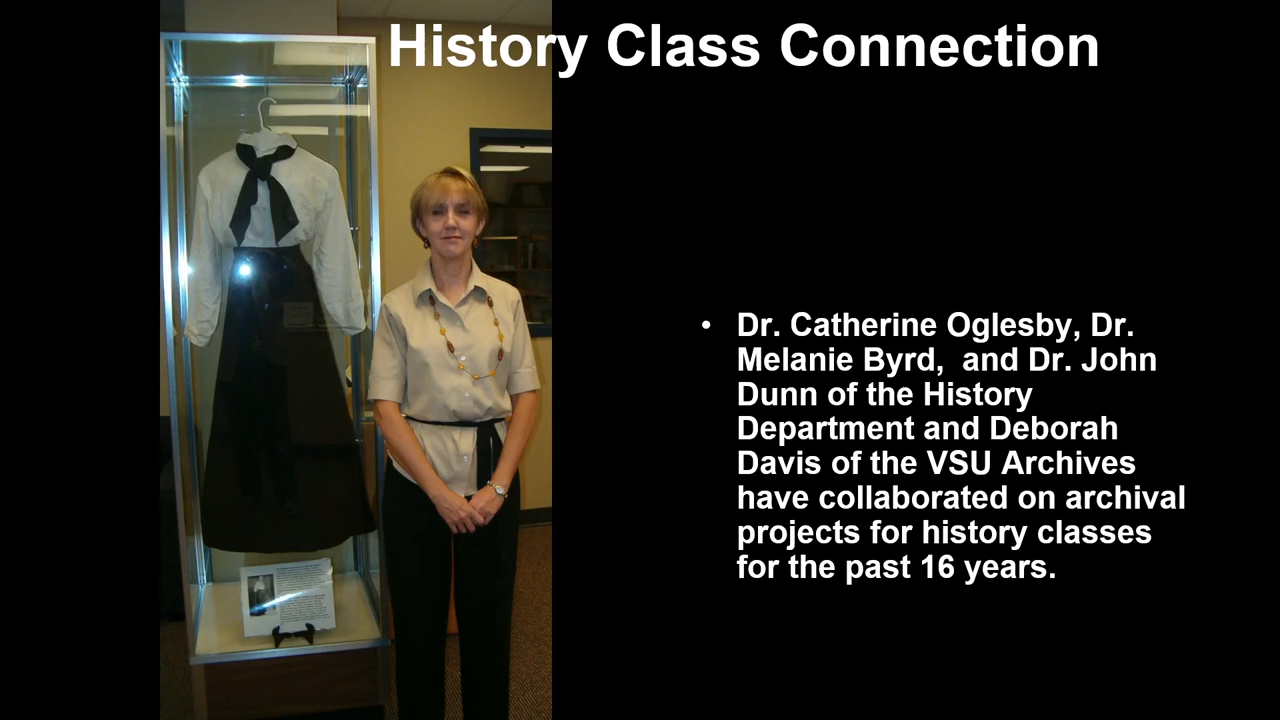 History Class Connection
• Dr. Catherine Oglesby, Dr.
Melanie Byrd,  and Dr. John
Dunn of the History
Department and Deborah
Davis of the VSU Archives
have collaborated on archival
projects for history classes
for the past 16 years.